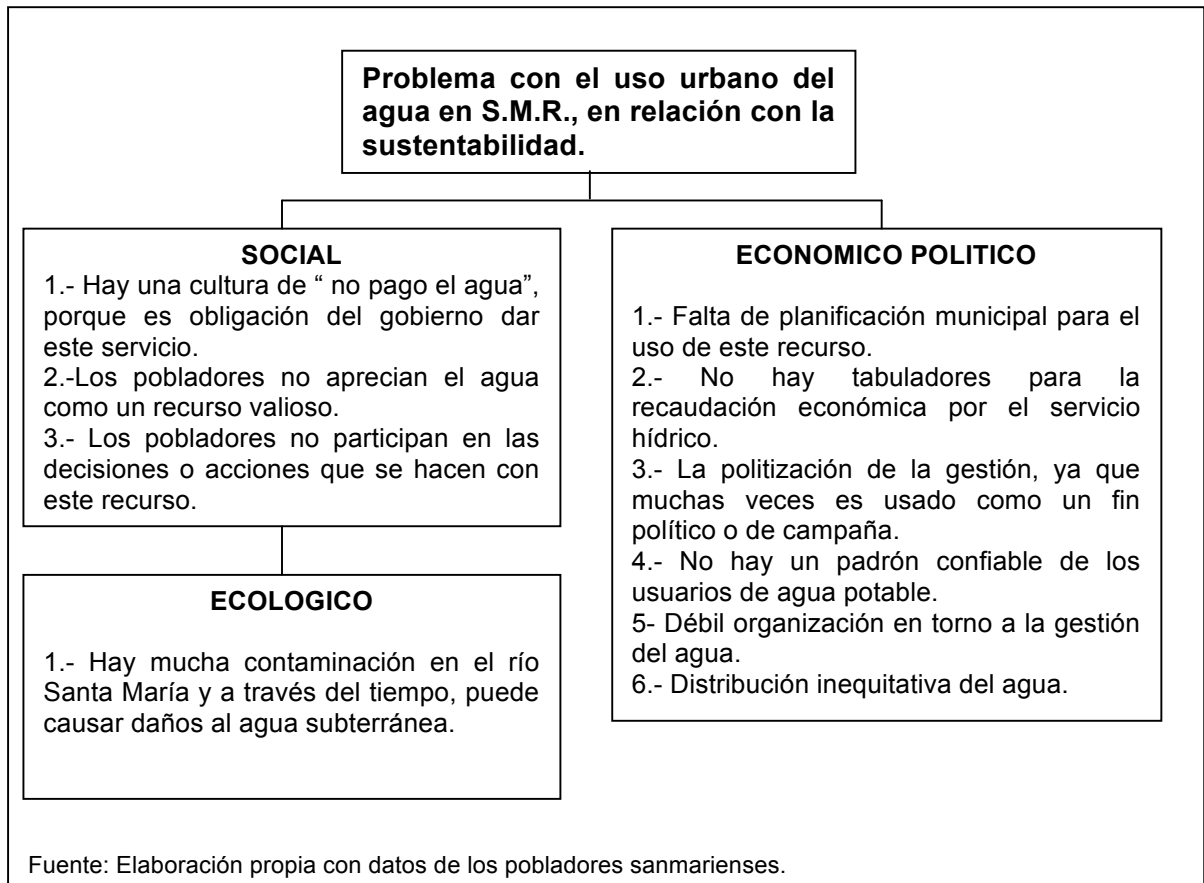 Problema con el uso urbano del
agua en S.M.R., en relación con la
sustentabilidad.
SOCIAL
1.- Hay una cultura de “ no pago el agua”,
porque es obligación del gobierno dar
este servicio.
2.-Los pobladores no aprecian el agua
como un recurso valioso.
3.- Los pobladores no participan en las
decisiones o acciones que se hacen con
este recurso.
ECOLOGICO
1.- Hay mucha contaminación en el río
Santa María y a través del tiempo, puede
causar daños al agua subterránea.
ECONOMICO POLITICO
1.- Falta de planificación municipal para el
uso de este recurso.
2.- No hay tabuladores para la
recaudación económica por el servicio
hídrico.
3.- La politización de la gestión, ya que
muchas veces es usado como un fin
político o de campaña.
4.- No hay un padrón confiable de los
usuarios de agua potable.
5- Débil organización en torno a la gestión
del agua.
6.- Distribución inequitativa del agua.
Fuente: Elaboración propia con datos de los pobladores sanmarienses.